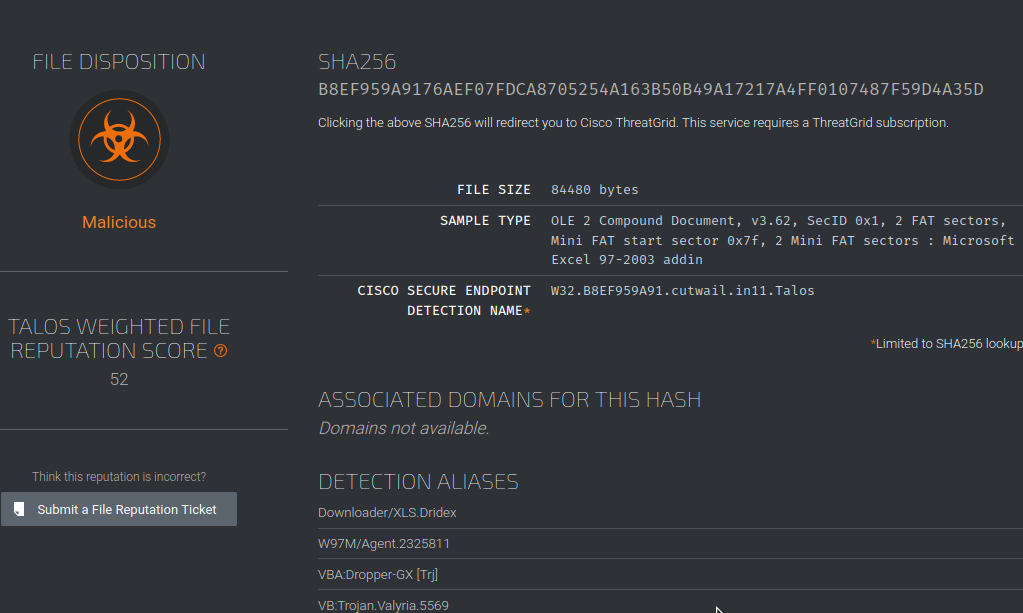 FILE DISPOSITION
Malicious
TALOS WEIGHTED FILE
REPUTATION SCORE ?
52
Think this reputation is incorrect?
Submit a File Reputation Ticket
SHA256
B8EF959A9176AEF07FDCA8705254A163B50B49A17217A4FF0107487F59D4A35D
Clicking the above SHA256 will redirect you to Cisco ThreatGrid. This service requires a ThreatGrid subscription.
FILE SIZE 84480 bytes
SAMPLE TYPE OLE 2 Compound Document, v3.62, SecID 0x1, 2 FAT sectors,
Mini FAT start sector 0x7f, 2 Mini FAT sectors : Microsoft
Excel 97-2003 addin
CISCO SECURE ENDPOINT W32.B8EF959A91.cutwail.in11.Talos
DETECTION NAME*
*Limited to SHA256 lookup
ASSOCIATED DOMAINS FOR THIS HASH
Domains not available.
DETECTION ALIASES
Downloader/XLS.Dridex
W97M/Agent.2325811
VBA:Dropper-GX [Trj]
VB:Trojan.Valyria.5569